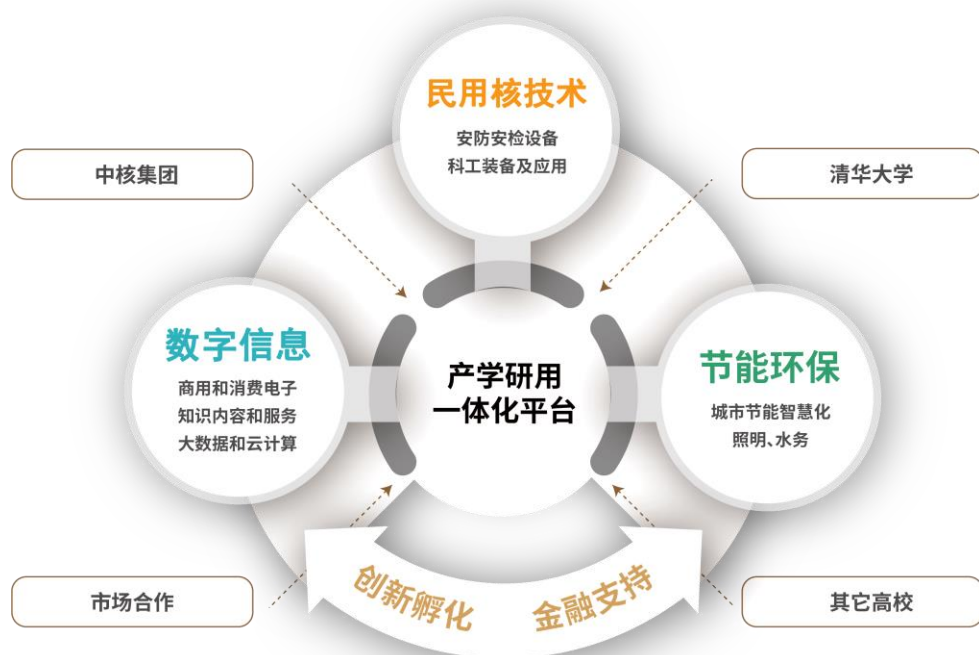 民用核技术
安防安检设备
科工装备及应用
中核集团
清华大学
数字信息
商用和消费电子
知识内容和服务
大数据和云计算
产学研用
一体化平台
节能环保
城市节能智慧化
照明、水务
市场合作
创新孵化
金融支持
其它高校